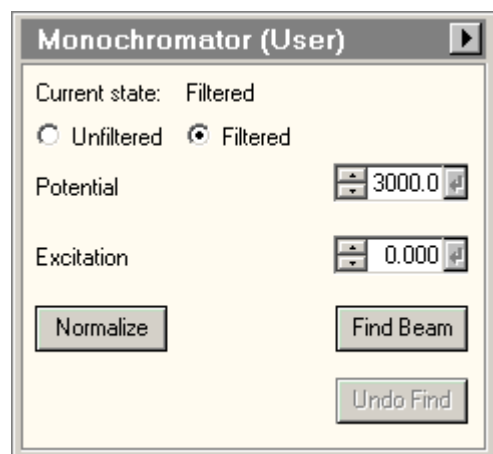 Monochromator (User)
Current state: Filtered
Unfiltered Filtered
Potential 3000.0
Excitation 0.000
Normalize Find Beam
Undo Find